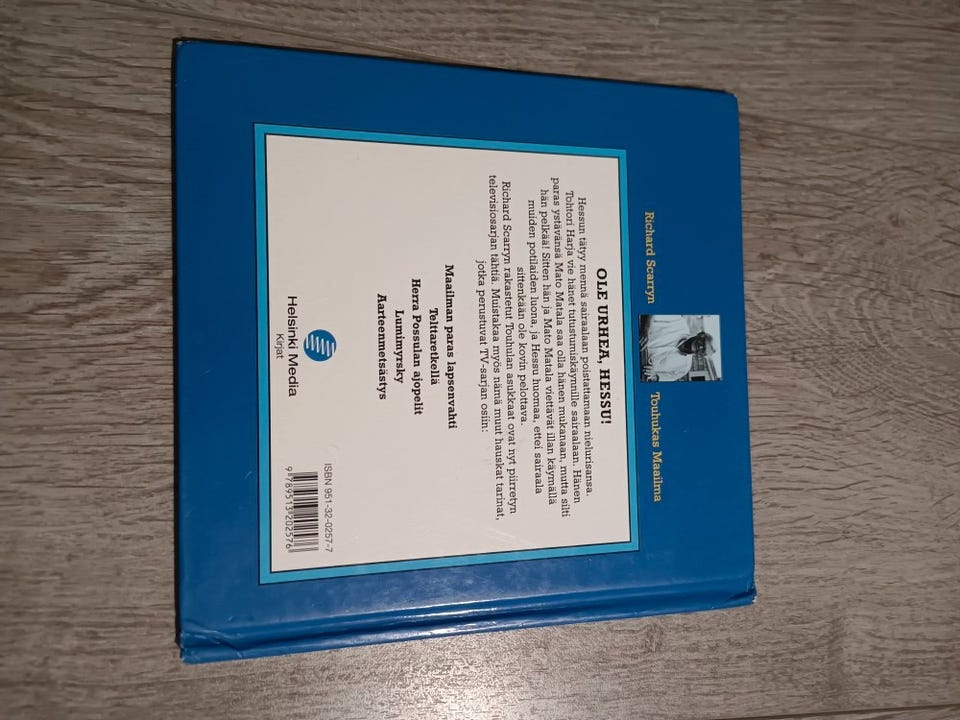 Richard Scarryn Touhukas Maailma
OLE URHEA, HESSU!
Hessun tätyy mennä sairaalaan poistattamaan nielurisansa.
Tohtori Harja vie hänet tutustumiskäynnille sairaalaan. Hänen
paras ystävänsä Mato Matala saa olla hänen mukanaan, mutta silti
hän pelkää! Sitten hän ja Mato Matala viettävät illan käymällä
muiden potilaiden luona, ja Hessu huomaa, ettei sairaala
sittenkään ole kovin pelottava.
Richard Scarryn rakastetut Touhulan asukkaat ovat nyt piirretyn
televisiosarjan tähtiä. Muistakaa myös nämä muut hauskat tarinat,
jotka perustuvat TV-sarjan osiin:
Maailman paras lapsenvahti
Telttaretkellä
Herra Possulan ajopelit
Lumimyrsky
Aarteenmetsästys
Helsinki Media
Kirjat
ISBN 951-32-0257-7
9 789513 202576